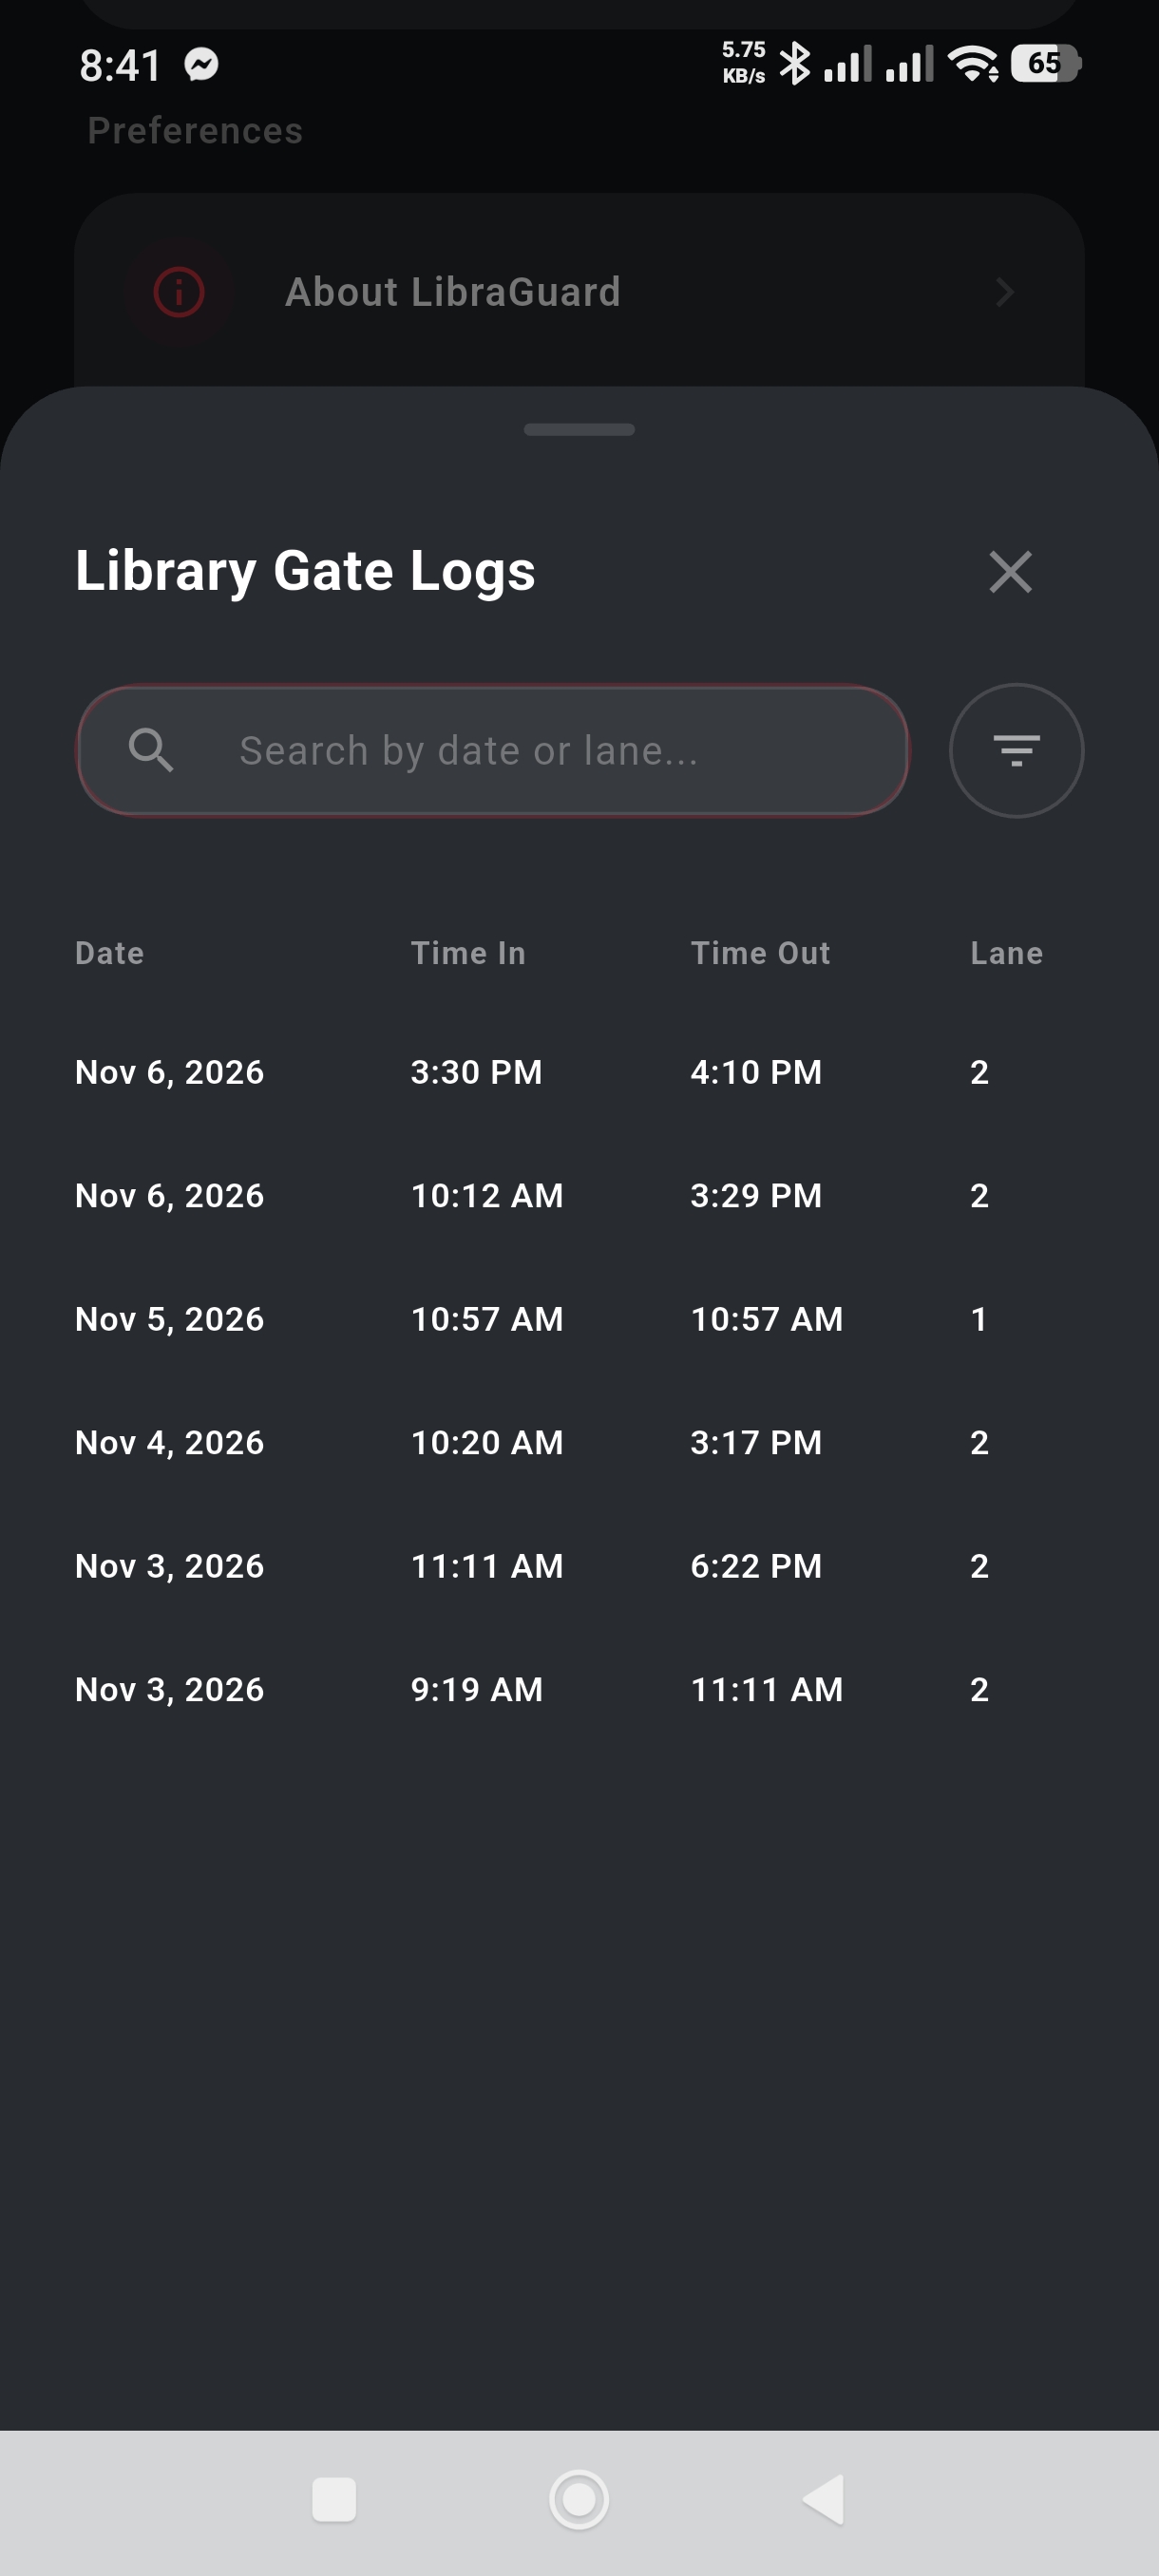 8:41 5.75 KB/s 65
Preferences
About LibraGuard
Library Gate Logs
Search by date or lane...
Date Time In Time Out Lane
Nov 6, 2026 3:30 PM 4:10 PM 2
Nov 6, 2026 10:12 AM 3:29 PM 2
Nov 5, 2026 10:57 AM 10:57 AM 1
Nov 4, 2026 10:20 AM 3:17 PM 2
Nov 3, 2026 11:11 AM 6:22 PM 2
Nov 3, 2026 9:19 AM 11:11 AM 2